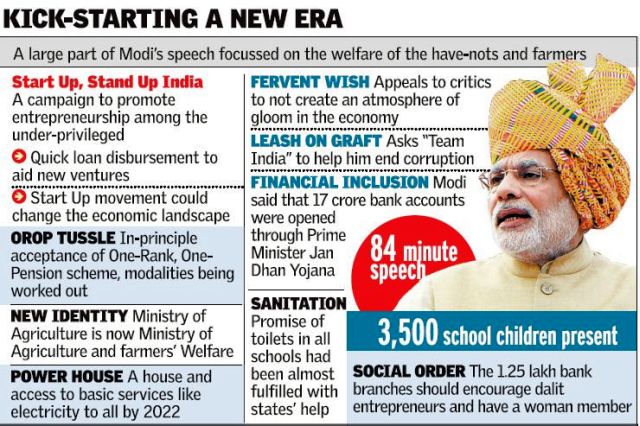 KICK-STARTING A NEW ERA
A large part of Modi's speech focussed on the welfare of the have-nots and farmers
Start Up, Stand Up India
A campaign to promote
entrepreneurship among the
under-privileged
Quick loan disbursement to
aid new ventures
Start Up movement could
change the economic landscape
OROP TUSSLE In-principle
acceptance of One-Rank, One-
Pension scheme, modalities being
worked out
NEW IDENTITY Ministry of
Agriculture is now Ministry of
Agriculture and farmers' Welfare
POWER HOUSE A house and
access to basic services like
electricity to all by 2022
FERVENT WISH Appeals to critics
to not create an atmosphere of
gloom in the economy
LEASH ON GRAFT Asks "Team
India" to help him end corruption
FINANCIAL INCLUSION Modi
said that 17 crore bank accounts
were opened
through Prime
Minister Jan
Dhan Yojana
SANITATION
Promise of
toilets in all
schools had
been almost
fulfilled with
states' help
84 minute
speech
3,500 school children present
SOCIAL ORDER The 1.25 lakh bank
branches should encourage dalit
entrepreneurs and have a woman member